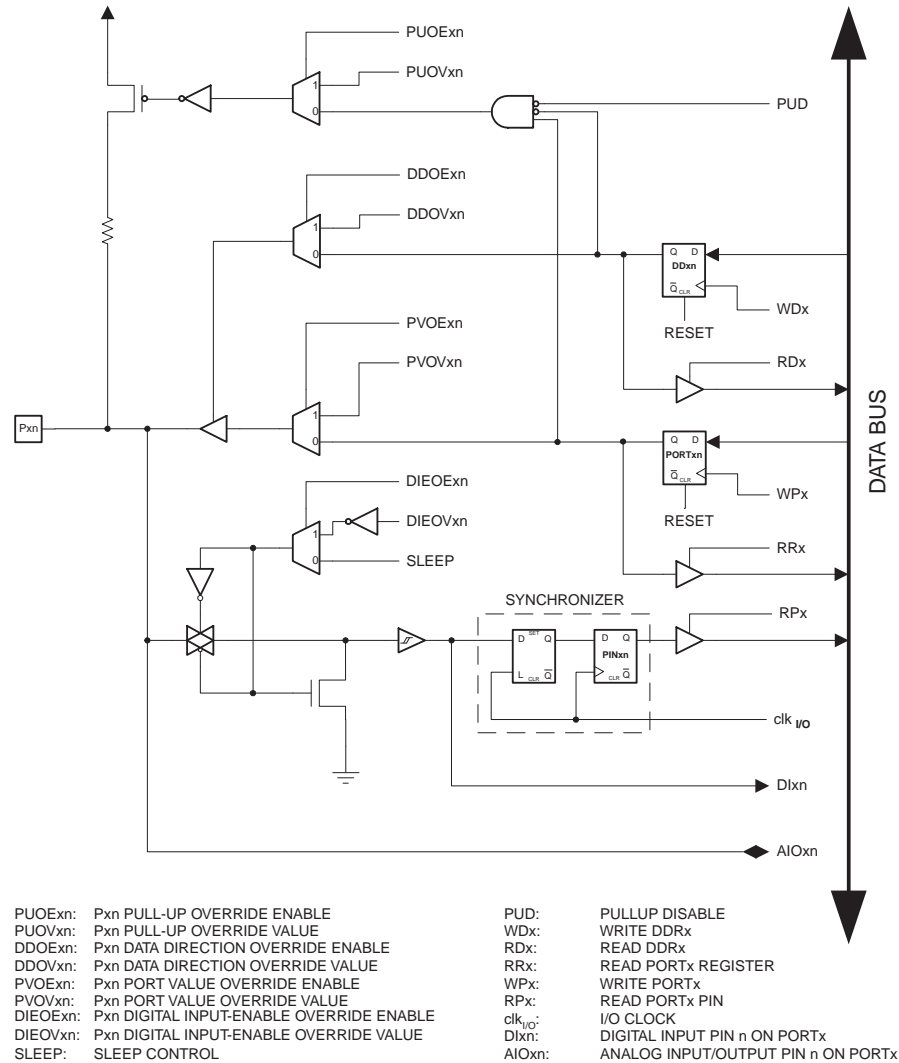 PUOExn
PUOVxn
1
0
PUD
DDOExn
DDOVxn
1
0
Q D
DDxn
Q CLR
WDx
RESET
PVOExn
RDx
PVOVxn
Pxn
1
0
Q D
PORTxn
Q CLR
DATA BUS
DIEOExn
WPx
RESET
DIEOVxn
1
0
SLEEP
RRx
SYNCHRONIZER
RPx
D SET Q
L CLR Q
D Q
PINxn
CLR Q
clk I/O
DIxn
AIOxn
PUOExn: Pxn PULL-UP OVERRIDE ENABLE
PUOVxn: Pxn PULL-UP OVERRIDE VALUE
DDOExn: Pxn DATA DIRECTION OVERRIDE ENABLE
DDOVxn: Pxn DATA DIRECTION OVERRIDE VALUE
PVOExn: Pxn PORT VALUE OVERRIDE ENABLE
PVOVxn: Pxn PORT VALUE OVERRIDE VALUE
DIEOExn: Pxn DIGITAL INPUT-ENABLE OVERRIDE ENABLE
DIEOVxn: Pxn DIGITAL INPUT-ENABLE OVERRIDE VALUE
SLEEP: SLEEP CONTROL
PUD: PULLUP DISABLE
WDx: WRITE DDRx
RDx: READ DDRx
RRx: READ PORTx REGISTER
WPx: WRITE PORTx
RPx: READ PORTx PIN
clkI/O: I/O CLOCK
DIxn: DIGITAL INPUT PIN n ON PORTx
AIOxn: ANALOG INPUT/OUTPUT PIN n ON PORTx